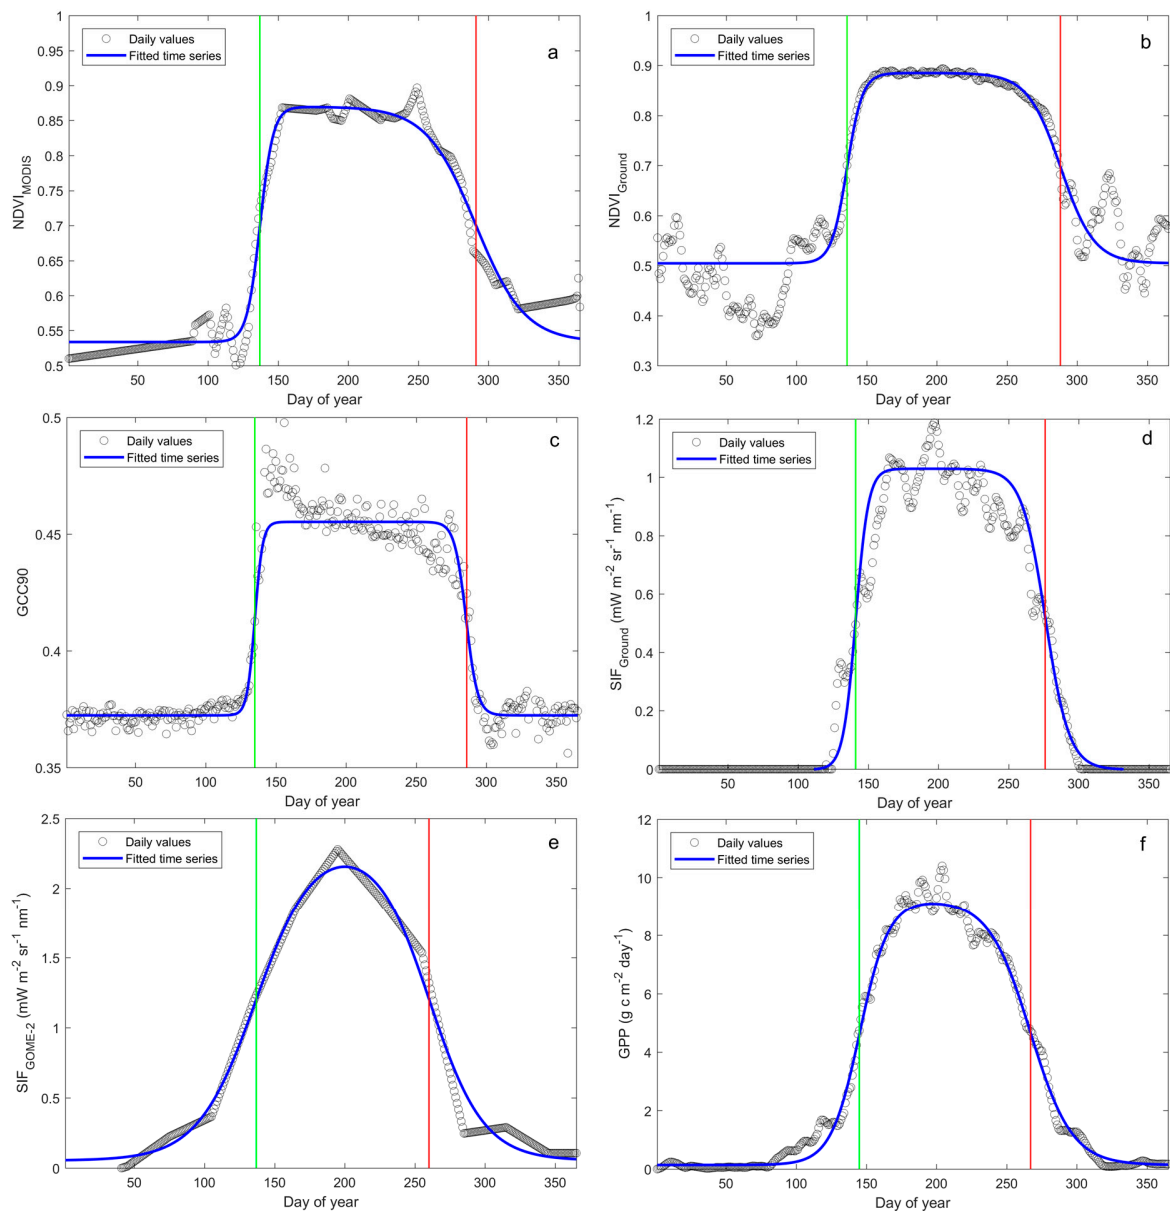 a
Daily values
Fitted time series
1
0.95
0.9
0.85
0.8
0.75
0.7
0.65
0.6
0.55
0.5
NDVI_MODIS
50 100 150 200 250 300 350
Day of year
b
Daily values
Fitted time series
1
0.9
0.8
0.7
0.6
0.5
0.4
0.3
NDVI_Ground
50 100 150 200 250 300 350
Day of year
c
Daily values
Fitted time series
0.5
0.45
0.4
0.35
GCC90
50 100 150 200 250 300 350
Day of year
d
Daily values
Fitted time series
1.2
1
0.8
0.6
0.4
0.2
0
SIF_Ground (mW m-2 sr-1 nm-1)
50 100 150 200 250 300 350
Day of year
e
Daily values
Fitted time series
2.5
2
1.5
1
0.5
0
SIF_GOME-2 (mW m-2 sr-1 nm-1)
50 100 150 200 250 300 350
Day of year
f
Daily values
Fitted time series
12
10
8
6
4
2
0
GPP (g c m-2 day-1)
50 100 150 200 250 300 350
Day of year